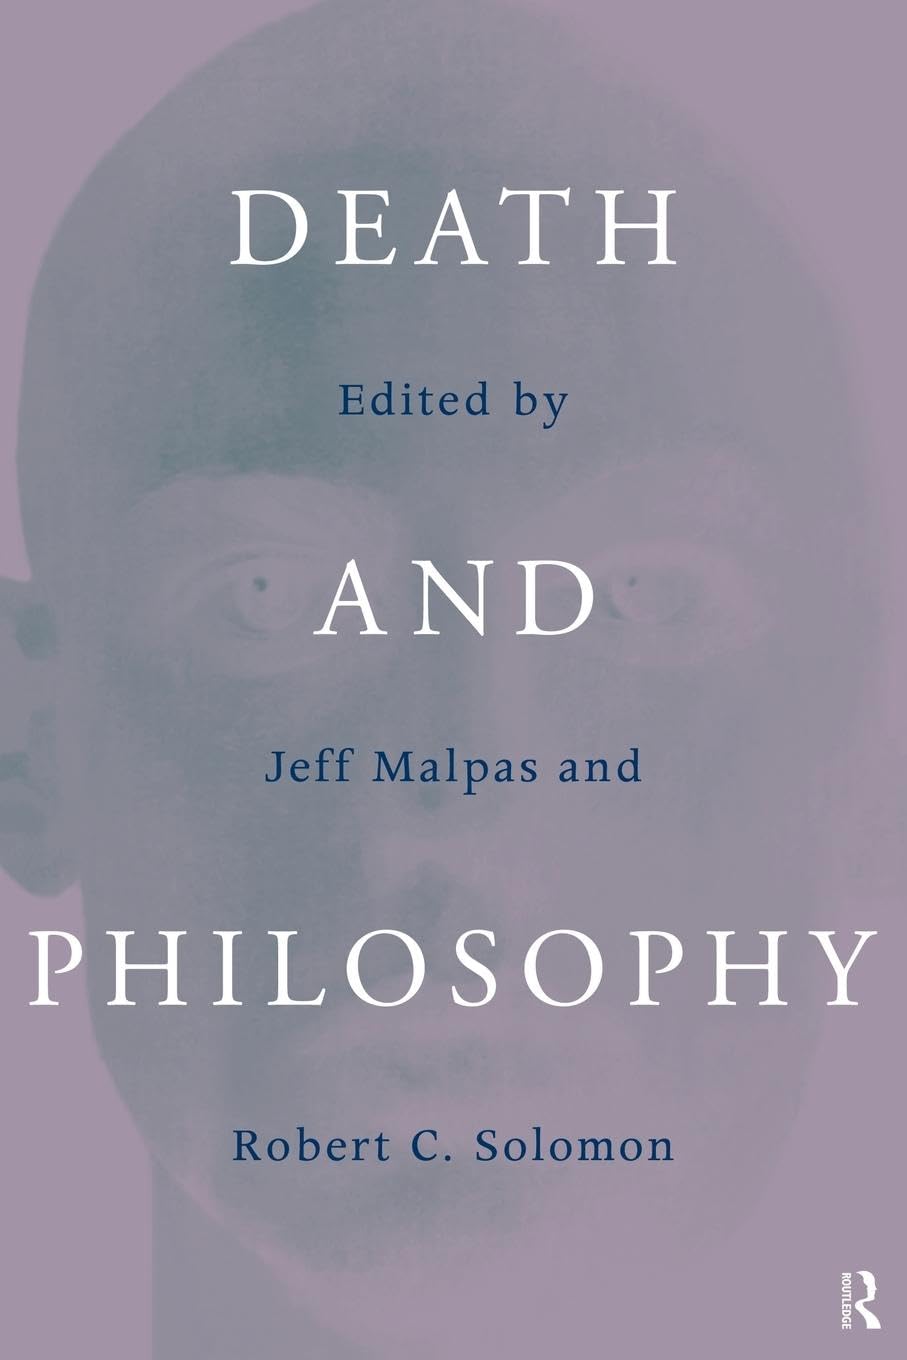 DEATH
Edited by
AND
Jeff Malpas and
PHILOSOPHY
Robert C. Solomon
ROUTLEDGE